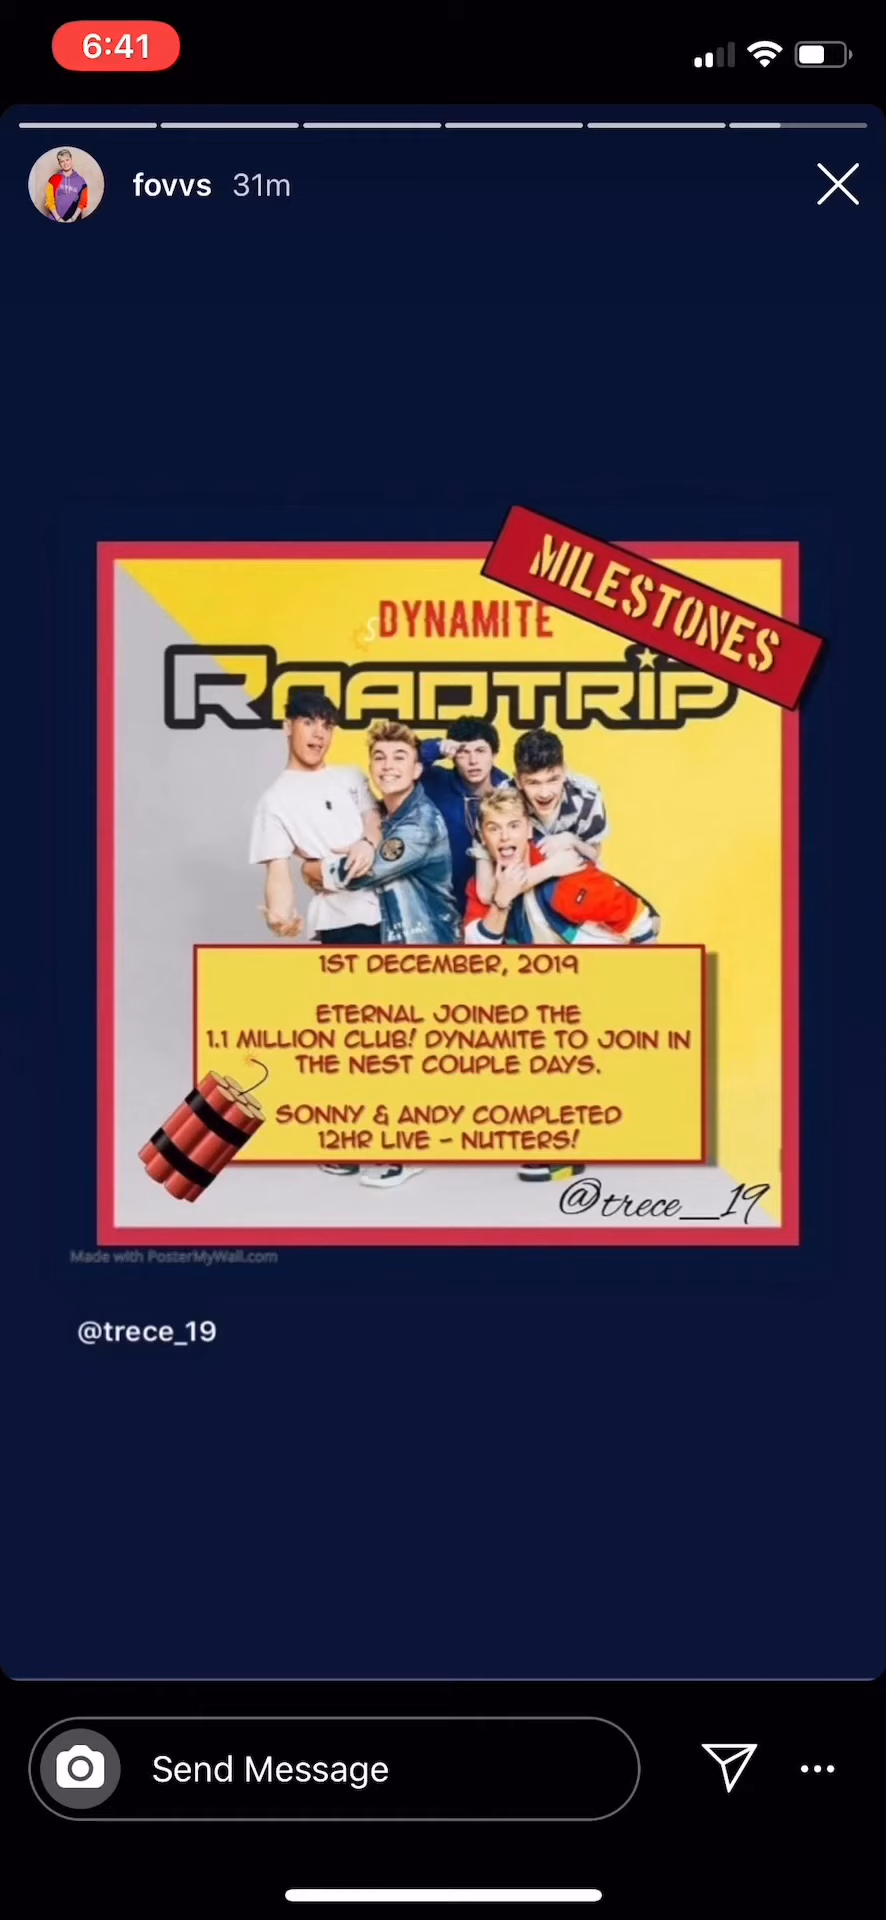 6:41
fovvs 31m
MILESTONES
DYNAMITE
ROADTRIP
1ST DECEMBER, 2019
ETERNAL JOINED THE
1.1 MILLION CLUB! DYNAMITE TO JOIN IN
THE NEST COUPLE DAYS.
SONNY & ANDY COMPLETED
12HR LIVE - NUTTERS!
@trece__19
Made with PosterMyWall.com
@trece_19
Send Message